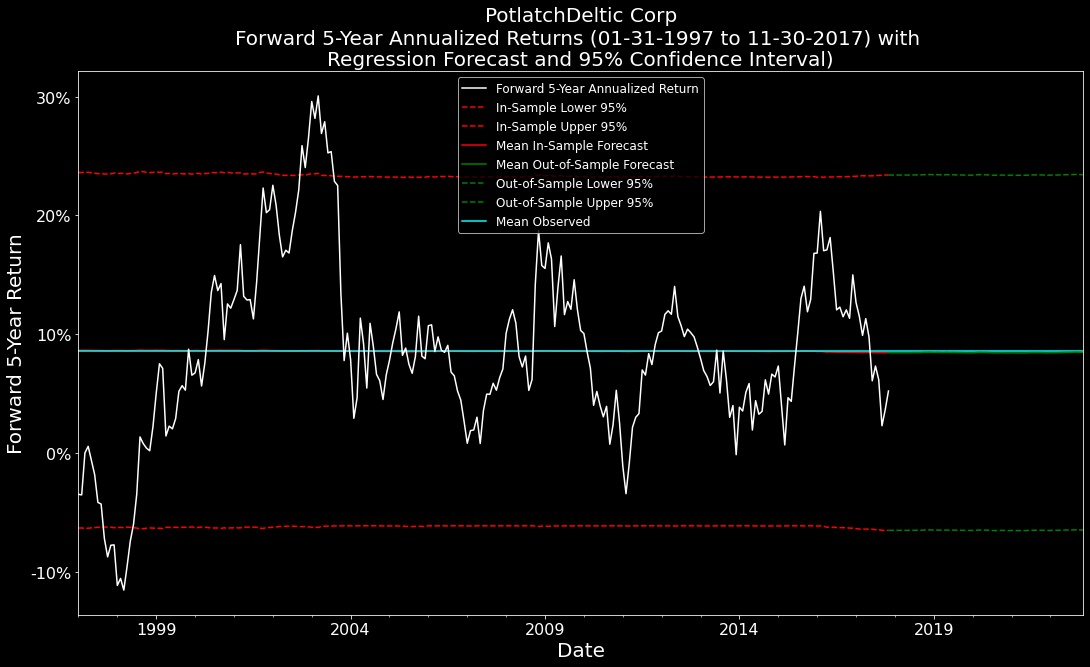 PotlatchDeltic Corp
Forward 5-Year Annualized Returns (01-31-1997 to 11-30-2017) with
Regression Forecast and 95% Confidence Interval)
Forward 5-Year Annualized Return
In-Sample Lower 95%
In-Sample Upper 95%
Mean In-Sample Forecast
Mean Out-of-Sample Forecast
Out-of-Sample Lower 95%
Out-of-Sample Upper 95%
Mean Observed
30%
20%
10%
0%
-10%
Forward 5-Year Return
1999
2004
2009
2014
2019
Date